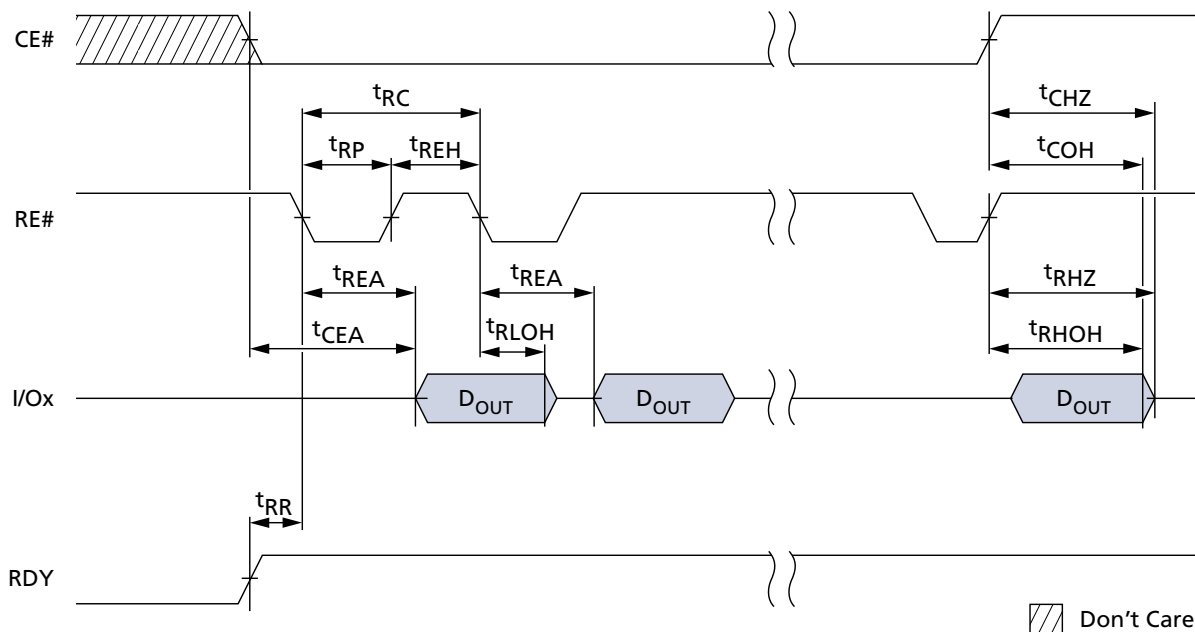 CE#
tRC
tCHZ
tRP
tREH
tCOH
RE#
tREA
tREA
tRHZ
tCEA
tRLOH
tRHOH
I/Ox
DOUT
DOUT
DOUT
tRR
RDY
Don't Care